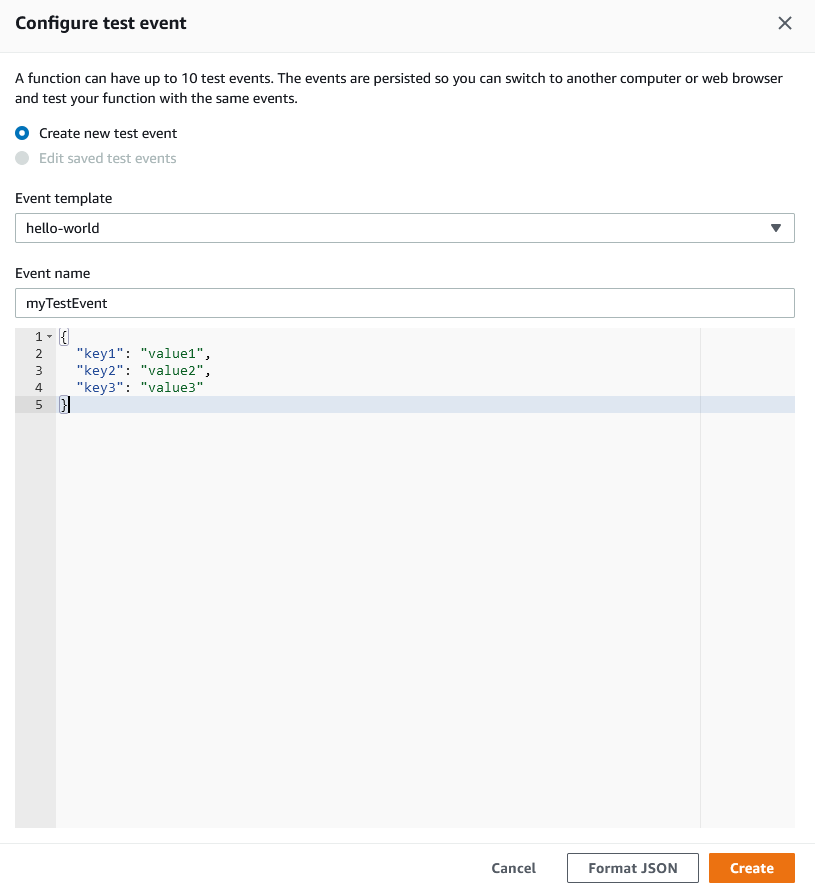 Configure test event
A function can have up to 10 test events. The events are persisted so you can switch to another computer or web browser
and test your function with the same events.
Create new test event
Edit saved test events
Event template
hello-world
Event name
myTestEvent
1 {
2 "key1": "value1",
3 "key2": "value2",
4 "key3": "value3"
5 }
Cancel Format JSON Create